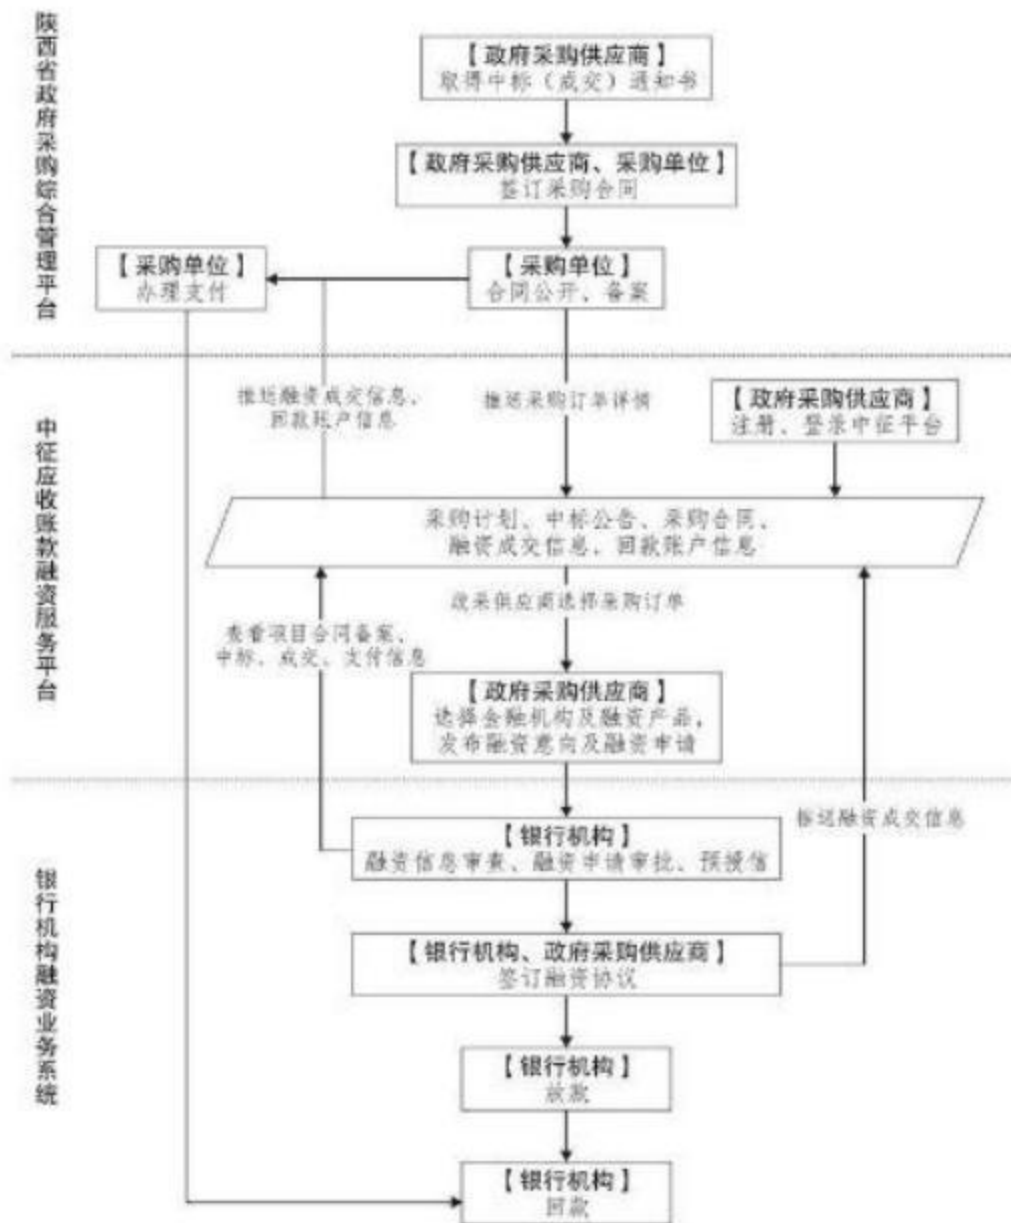 陕西省政府采购综合管理平台
【政府采购供应商】
取得中标（成交）通知书
【政府采购供应商、采购单位】
签订采购合同
【采购单位】
办理支付
【采购单位】
合同公开、备案
中征应收账款融资服务平台
推送融资成交信息、
回款账户信息
推送采购订单详情
【政府采购供应商】
注册、登录中征平台
采购计划、中标公告、采购合同、
融资成交信息、回款账户信息
政采供应商选择采购订单
查看项目合同备案、
中标、成交、支付信息
【政府采购供应商】
选择金融机构及融资产品，
发布融资意向及融资申请
银行机构融资业务系统
推送融资成交信息
【银行机构】
融资信息审查、融资申请审批、预授信
【银行机构、政府采购供应商】
签订融资协议
【银行机构】
放款
【银行机构】
回款